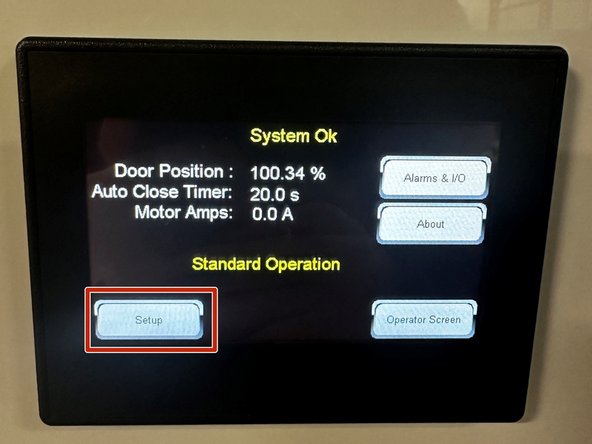 System Ok
Door Position : 100.34 %
Auto Close Timer: 20.0 s
Motor Amps: 0.0 A
Alarms & I/O
About
Standard Operation
Setup
Operator Screen